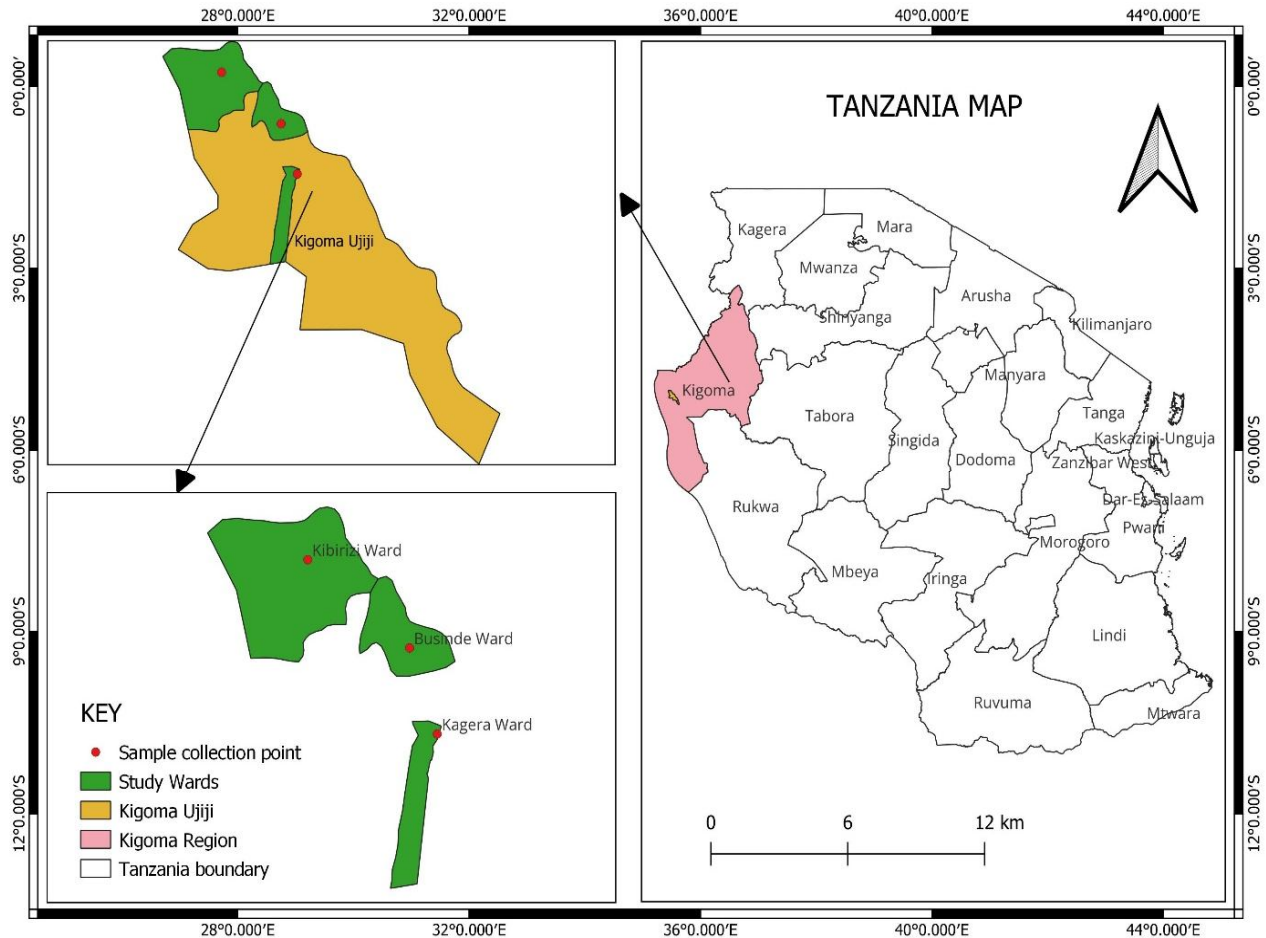 28°0.000'E
32°0.000'E
36°0.000'E
40°0.000'E
44°0.000'E
0°0.000'
3°0.000'S
6°0.000'S
9°0.000'S
12°0.000'S
Kigoma Ujiji
Kibirizi Ward
Businde Ward
Kagera Ward
KEY
Sample collection point
Study Wards
Kigoma Ujiji
Kigoma Region
Tanzania boundary
TANZANIA MAP
Kagera
Mara
Mwanza
Arusha
Shinyanga
Kilimanjaro
Kigoma
Manyara
Tabora
Tanga
Singida
Kaskazini-Unguja
Dodoma
Zanzibar West
Rukwa
Dar-Es-Salaam
Pwani
Morogoro
Mbeya
Iringa
Lindi
Ruvuma
Mtwara
0 6 12 km
0°0.000'
3°0.000'S
6°0.000'S
9°0.000'S
12°0.000'S
28°0.000'E
32°0.000'E
36°0.000'E
40°0.000'E
44°0.000'E